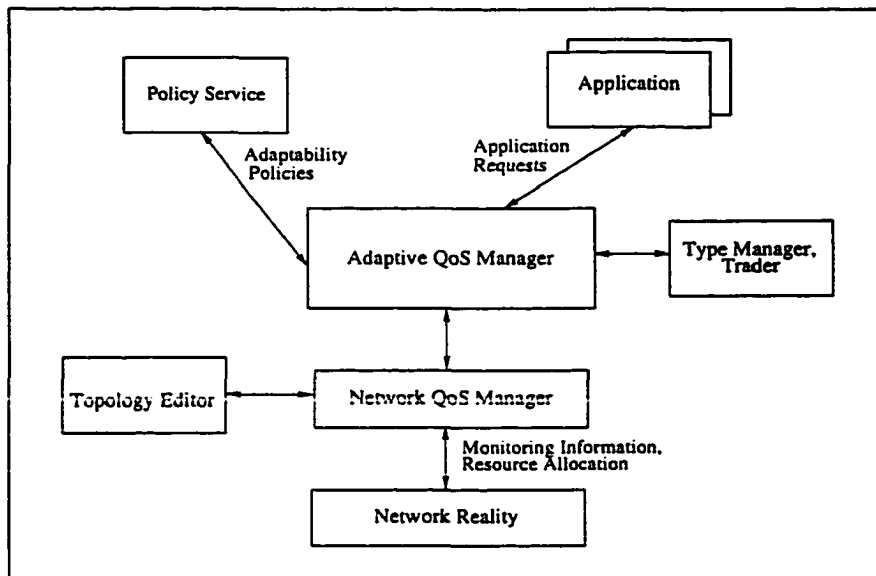 Policy Service
Application
Adaptability
Policies
Application
Requests
Adaptive QoS Manager
Type Manager,
Trader
Topology Editor
Network QoS Manager
Monitoring Information,
Resource Allocation
Network Reality